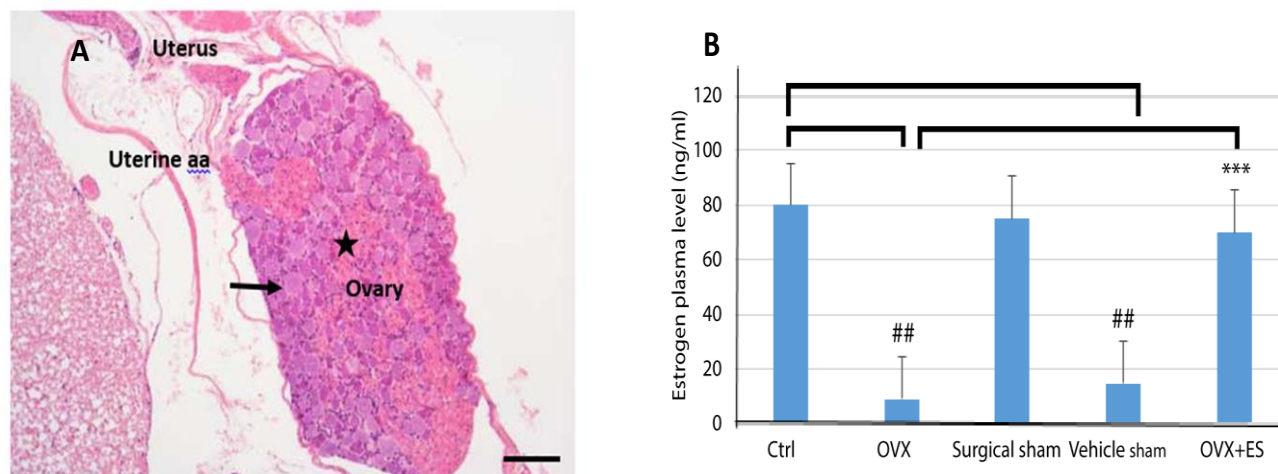 A
Uterus
Uterine aa
Ovary
B
Estrogen plasma level (ng/ml)
120
100
80
60
40
20
0
***
##
##
Ctrl
OVX
Surgical sham
Vehicle sham
OVX+ES